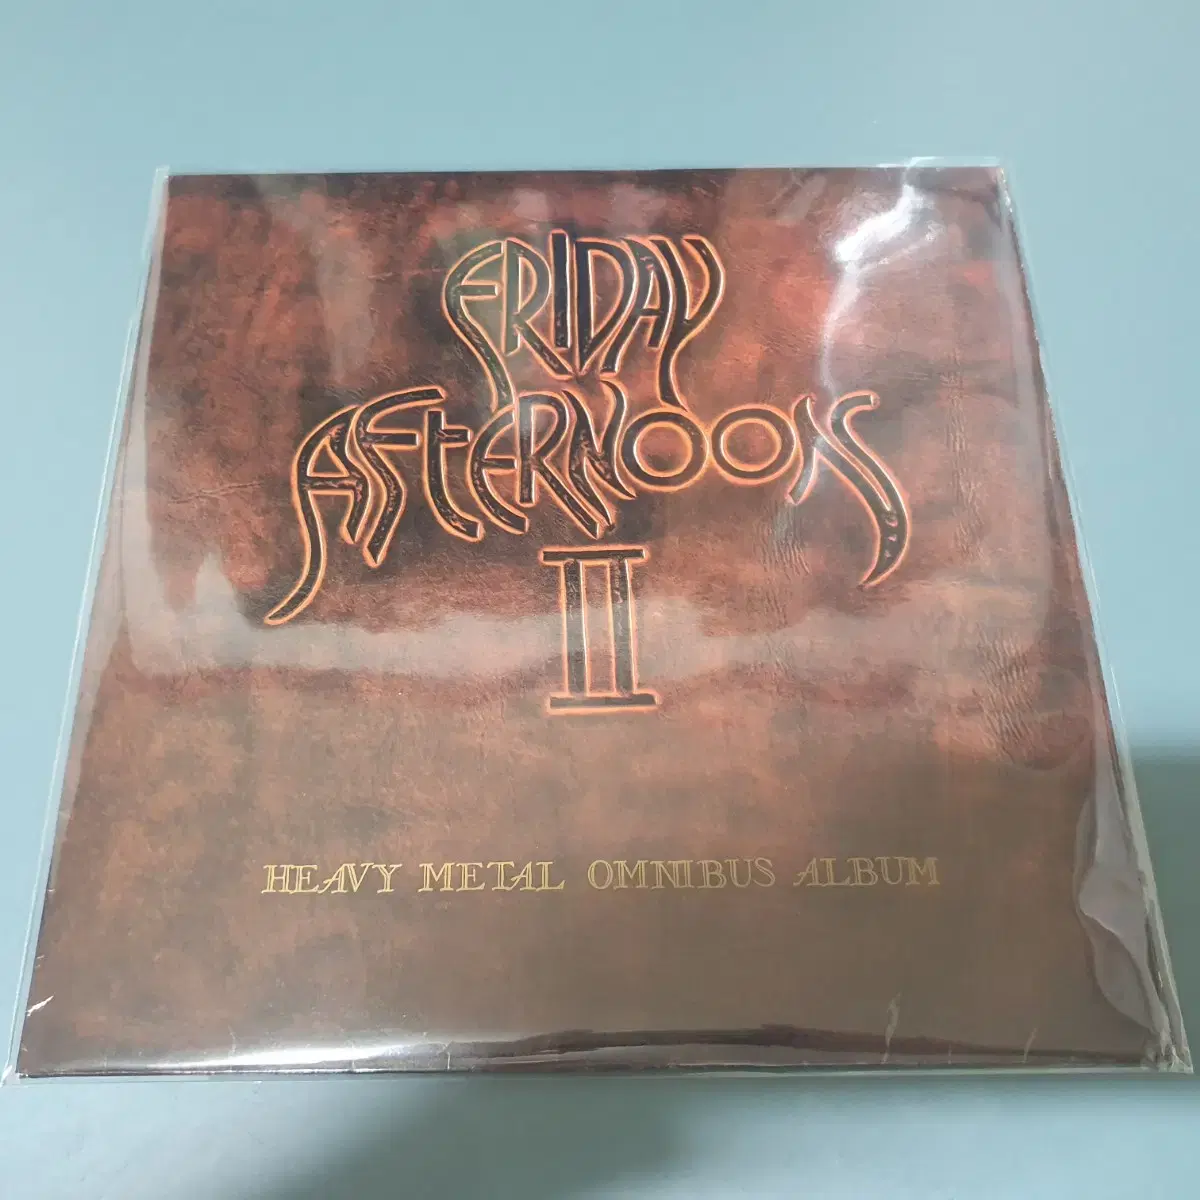 FRIDAY
AFTERNOON
II
HEAVY METAL OMNIBUS ALBUM